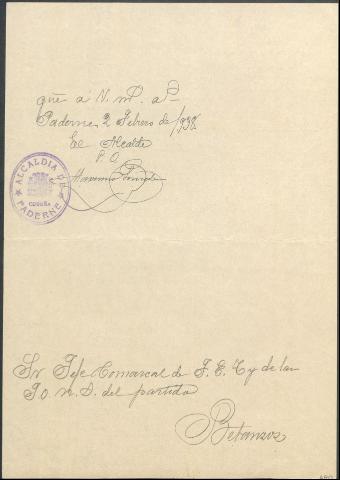 que a V. m. a.
Paderne, 2 Febrero de 1938
El Alcalde
P. O.
ALCALDIA DE
PADERNE
CORUÑA
Sr Jefe Comarcal de F. E. T y de las
J. O. N. S. del partido
Betanzos